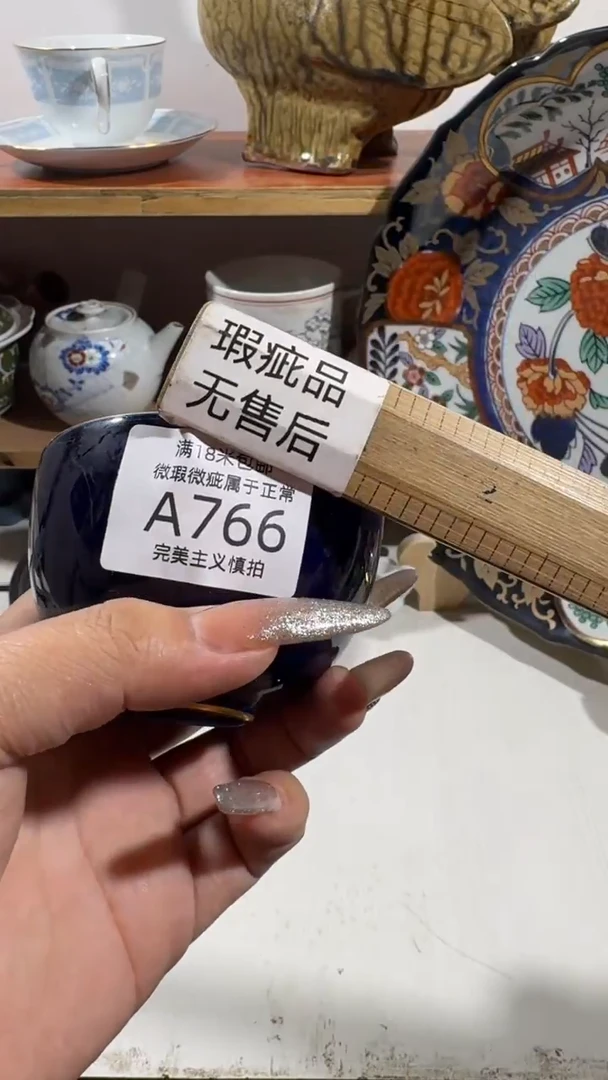 瑕疵品
无售后
满18米包邮
微瑕微疵属于正常
A766
完美主义慎拍